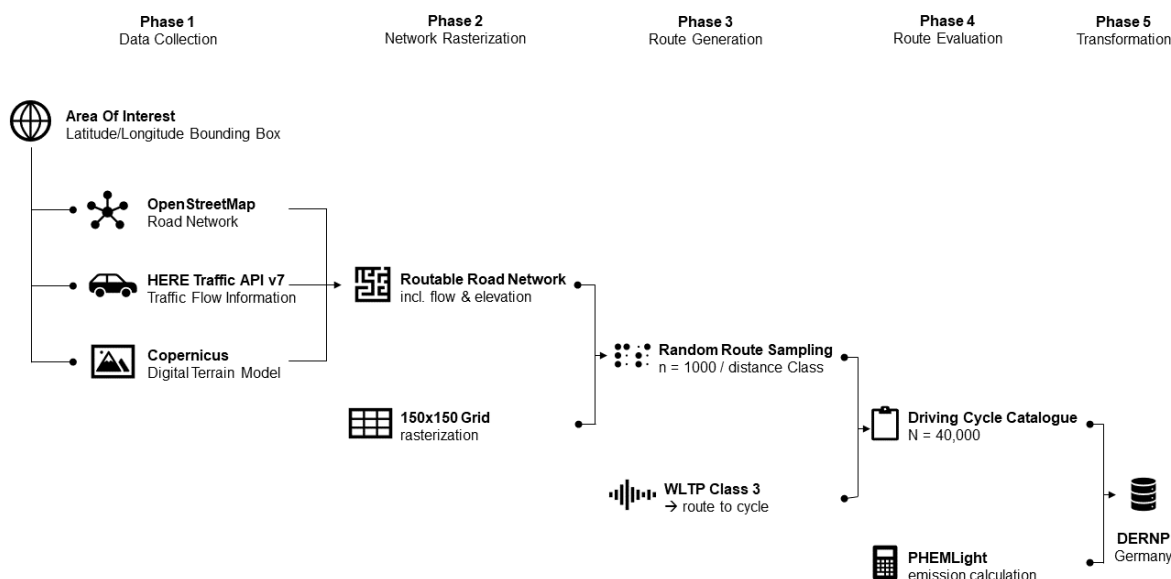 Phase 1
Data Collection
Phase 2
Network Rasterization
Phase 3
Route Generation
Phase 4
Route Evaluation
Phase 5
Transformation
Area Of Interest
Latitude/Longitude Bounding Box
OpenStreetMap
Road Network
HERE Traffic API v7
Traffic Flow Information
Copernicus
Digital Terrain Model
Routable Road Network
incl. flow & elevation
150x150 Grid
rasterization
Random Route Sampling
n = 1000 / distance Class
WLTP Class 3
→ route to cycle
Driving Cycle Catalogue
N = 40,000
PHEMLight
emission calculation
DERNP
Germany